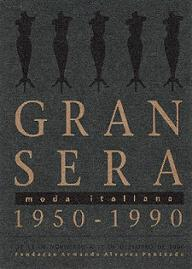 GRAN
SERA
moda italiana
1950-1990
Fundação Armando Alvares Penteado